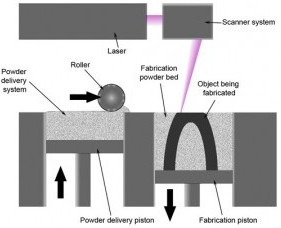 Scanner system
Laser
Roller
Powder
delivery
system
Fabrication
powder bed
Object being
fabricated
Powder delivery piston
Fabrication piston